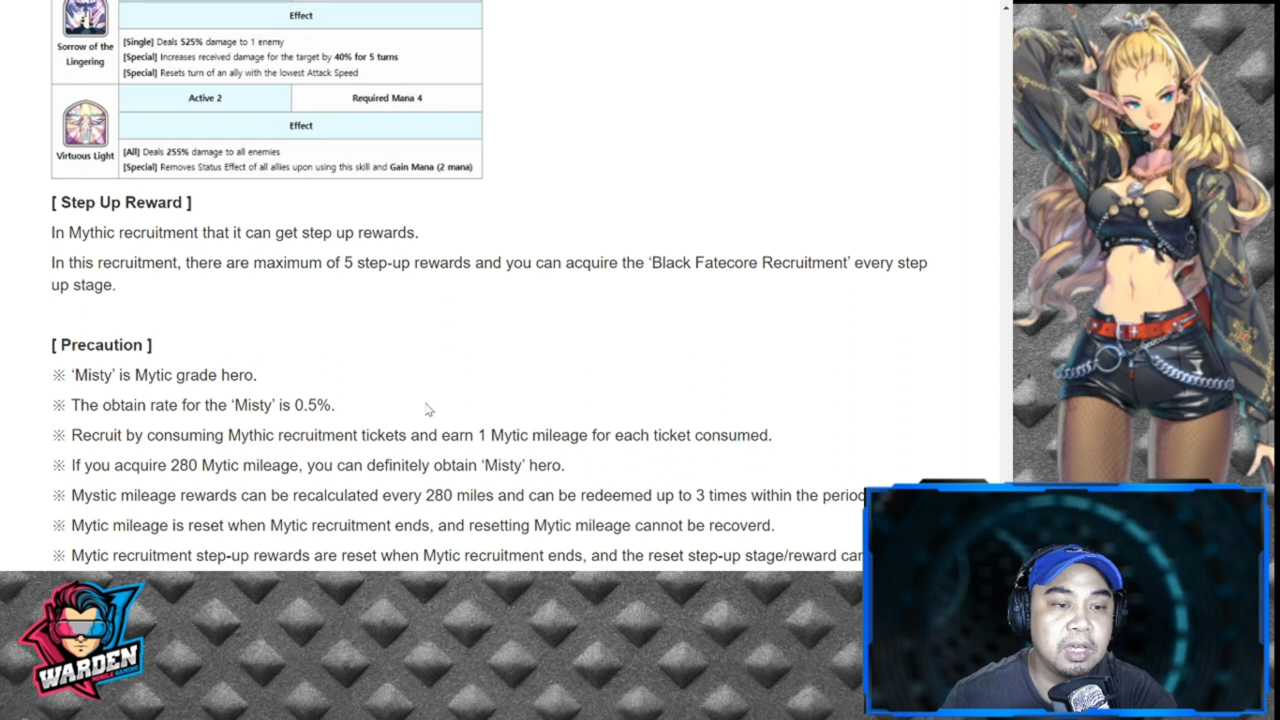 Effect
Sorrow of the
Lingering
[Single] Deals 525% damage to 1 enemy
[Special] Increases received damage for the target by 40% for 5 turns
[Special] Resets turn of an ally with the lowest Attack Speed
Active 2
Required Mana 4
Effect
Virtuous Light
[All] Deals 255% damage to all enemies
[Special] Removes Status Effect of all allies upon using this skill and Gain Mana (2 mana)
[ Step Up Reward ]
In Mythic recruitment that it can get step up rewards.
In this recruitment, there are maximum of 5 step-up rewards and you can acquire the ‘Black Fatecore Recruitment’ every step
up stage.
[ Precaution ]
※ ‘Misty’ is Mytic grade hero.
※ The obtain rate for the ‘Misty’ is 0.5%.
※ Recruit by consuming Mythic recruitment tickets and earn 1 Mytic mileage for each ticket consumed.
※ If you acquire 280 Mytic mileage, you can definitely obtain ‘Misty’ hero.
※ Mystic mileage rewards can be recalculated every 280 miles and can be redeemed up to 3 times within the period
※ Mytic mileage is reset when Mytic recruitment ends, and resetting Mytic mileage cannot be recoverd.
※ Mytic recruitment step-up rewards are reset when Mytic recruitment ends, and the reset step-up stage/reward can
WARDEN
MOBILE GAMING